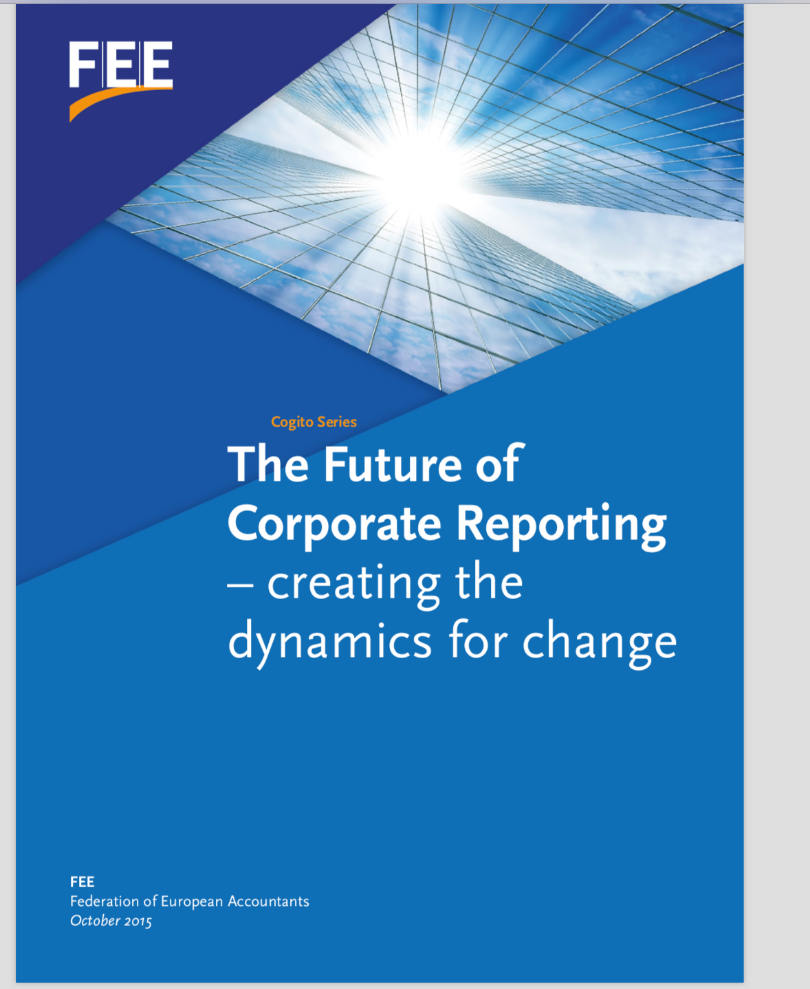 FEE
Cogito Series
The Future of
Corporate Reporting
– creating the
dynamics for change
FEE
Federation of European Accountants
October 2015